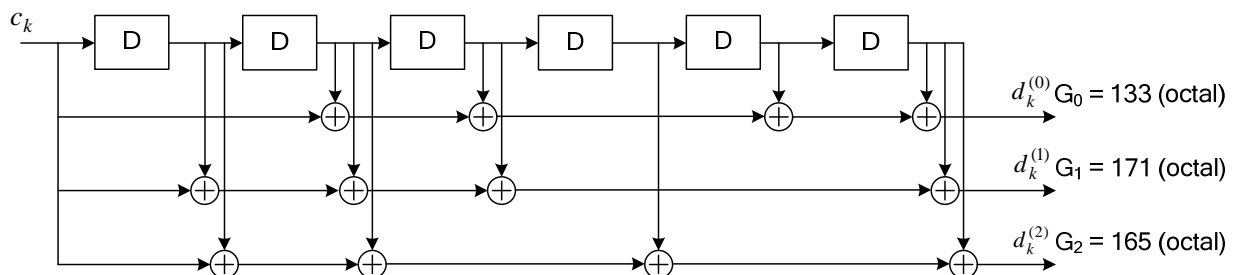 c_k
D D D D D D
d_k^{(0)} G₀ = 133 (octal)
d_k^{(1)} G₁ = 171 (octal)
d_k^{(2)} G₂ = 165 (octal)